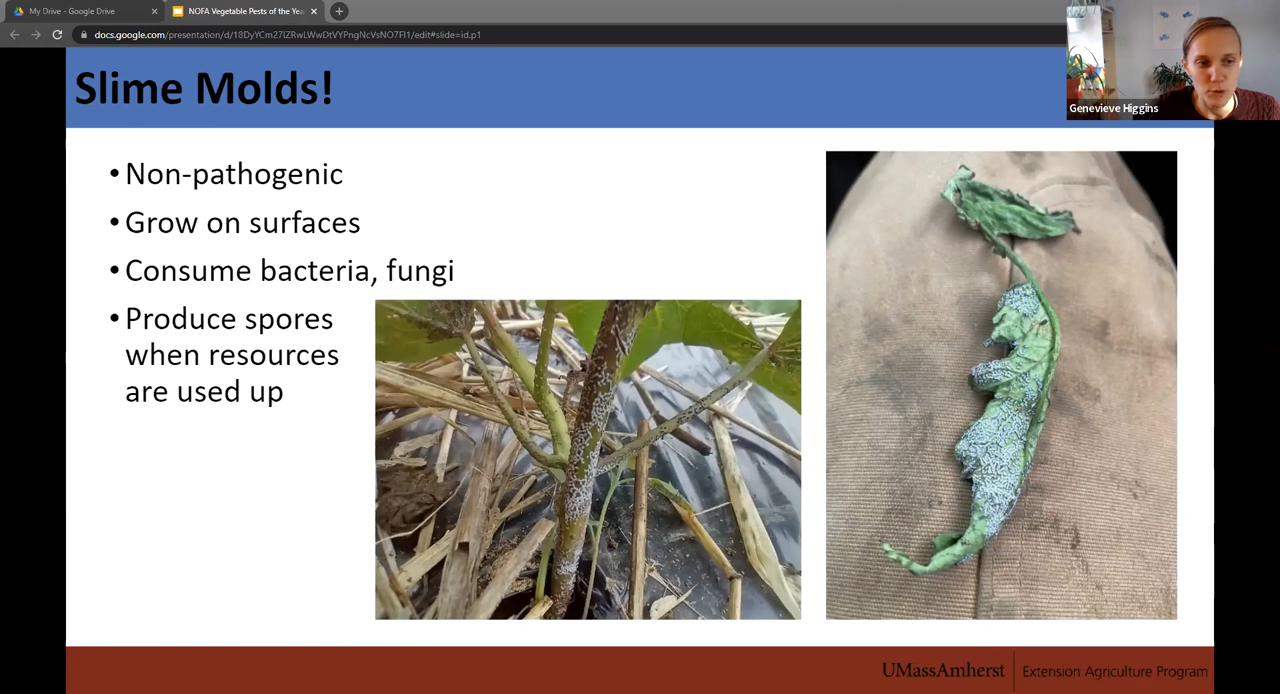 My Drive - Google Drive
NOFA Vegetable Pests of the Yea
docs.google.com/presentation/d/18DyYCm27IZRwLWwDtVYPngNcVsNO7Fl1/edit#slide=id.p1
Genevieve Higgins
Slime Molds!
• Non-pathogenic
• Grow on surfaces
• Consume bacteria, fungi
• Produce spores
when resources
are used up
UMassAmherst
Extension Agriculture Program